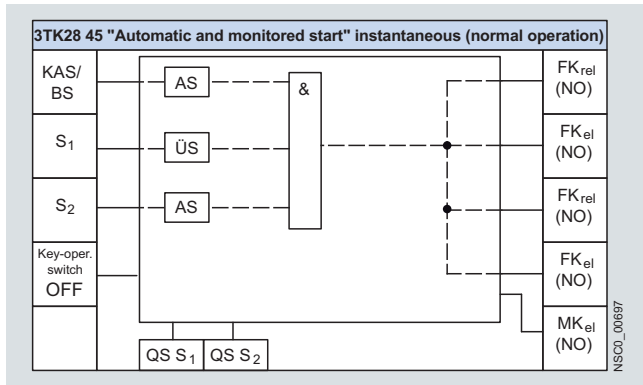 3TK28 45 "Automatic and monitored start" instantaneous (normal operation)
KAS/
BS
AS
&
FKrel
(NO)
S1
ÜS
FKel
(NO)
S2
AS
FKrel
(NO)
Key-oper.
switch
OFF
FKel
(NO)
QS S1
QS S2
MKel
(NO)
NSC0_00697